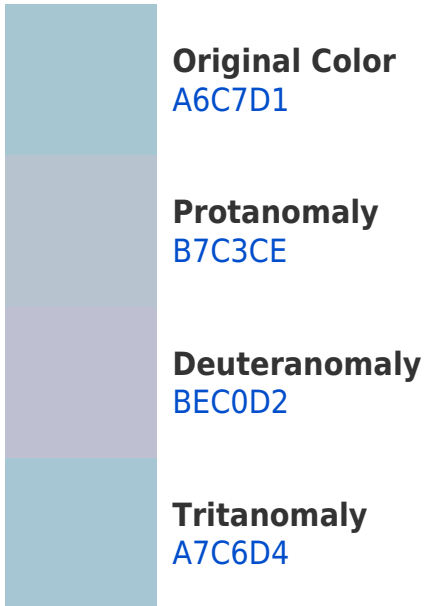 Original Color
A6C7D1
Protanomaly
B7C3CE
Deuteranomaly
BEC0D2
Tritanomaly
A7C6D4